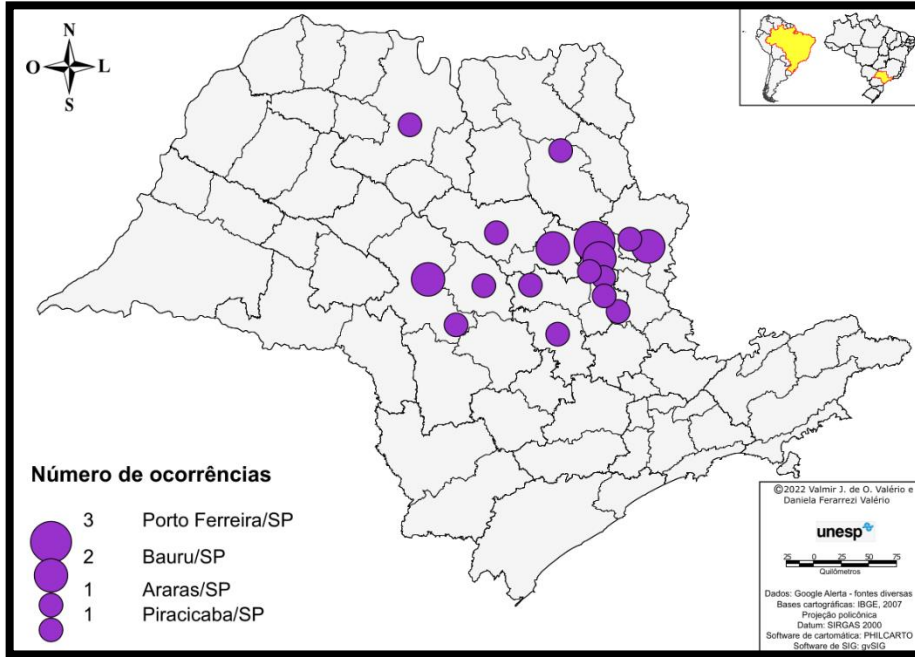 N
O L
S
Número de ocorrências
3 Porto Ferreira/SP
2 Bauru/SP
1 Araras/SP
1 Piracicaba/SP
©2022 Valmir J. de O. Valério e
Daniela Ferarrezi Valério
unesp
25 0 25 50 75
Quilômetros
Dados: Google Alerta - fontes diversas
Bases cartográficas: IBGE, 2007
Projeção policônica
Datum: SIRGAS 2000
Software de cartomática: PHILCARTO
Software de SIG: gvSIG